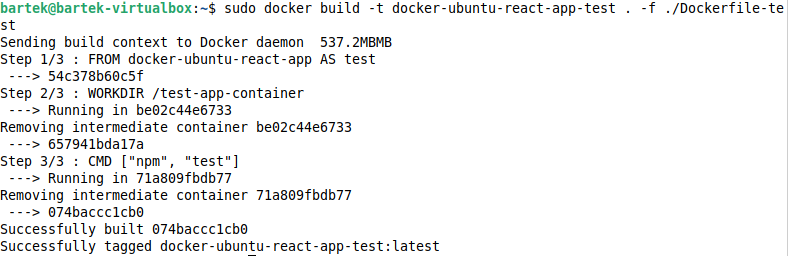 bartek@bartek-virtualbox:~$ sudo docker build -t docker-ubuntu-react-app-test . -f ./Dockerfile-te
st
Sending build context to Docker daemon  537.2MBMB
Step 1/3 : FROM docker-ubuntu-react-app AS test
 ---> 54c378b60c5f
Step 2/3 : WORKDIR /test-app-container
 ---> Running in be02c44e6733
Removing intermediate container be02c44e6733
 ---> 657941bda17a
Step 3/3 : CMD ["npm", "test"]
 ---> Running in 71a809fbdb77
Removing intermediate container 71a809fbdb77
 ---> 074baccc1cb0
Successfully built 074baccc1cb0
Successfully tagged docker-ubuntu-react-app-test:latest